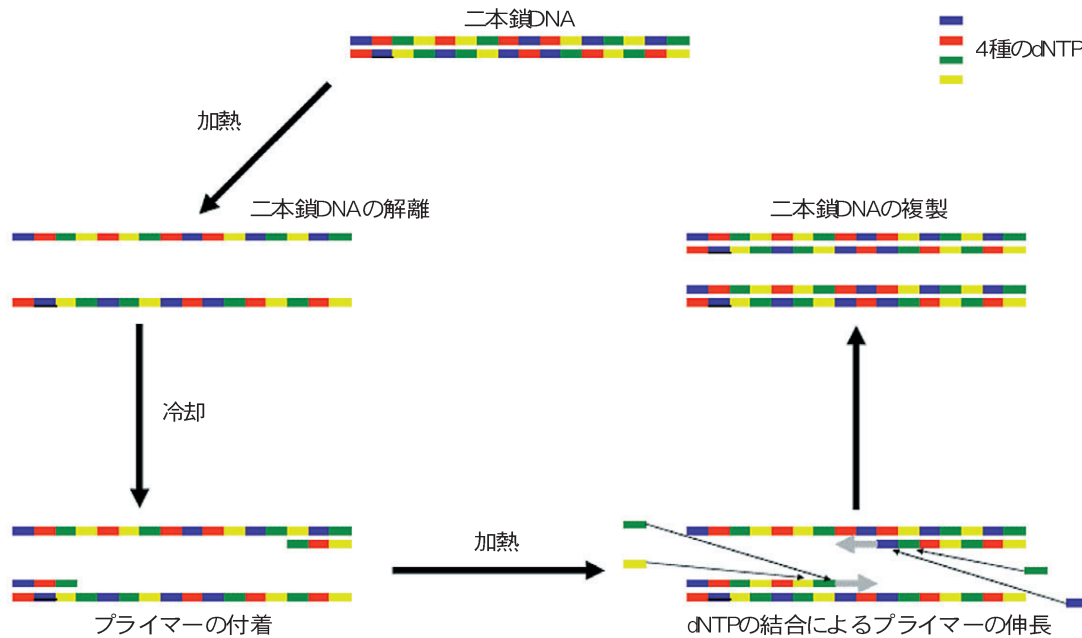 二本鎖DNA
4種のdNTP
加熱
二本鎖DNAの解離
二本鎖DNAの複製
冷却
加熱
プライマーの付着
dNTPの結合によるプライマーの伸長